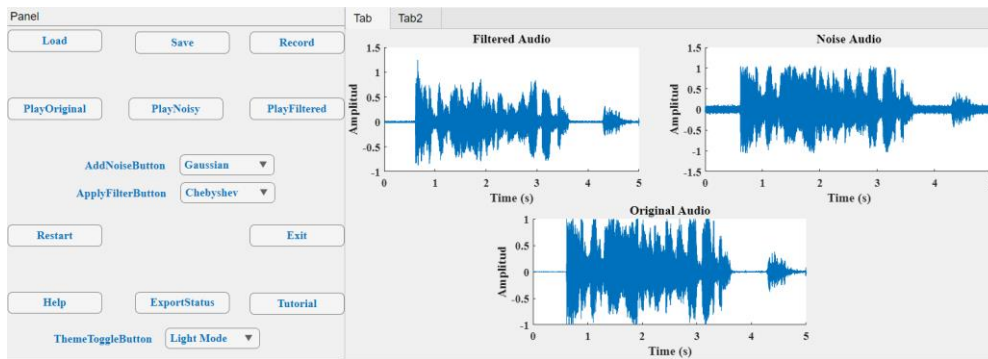 Panel
Load Save Record
PlayOriginal PlayNoisy PlayFiltered
AddNoiseButton Gaussian
ApplyFilterButton Chebyshev
Restart Exit
Help ExportStatus Tutorial
ThemeToggleButton Light Mode
Tab Tab2
Filtered Audio
1.5
1
0.5
0
-0.5
-1
Amplitud
0 1 2 3 4 5
Time (s)
Noise Audio
1.5
1
0.5
0
-0.5
-1
-1.5
Amplitud
0 1 2 3 4
Time (s)
Original Audio
1
0.5
0
-0.5
-1
Amplitud
0 1 2 3 4 5
Time (s)